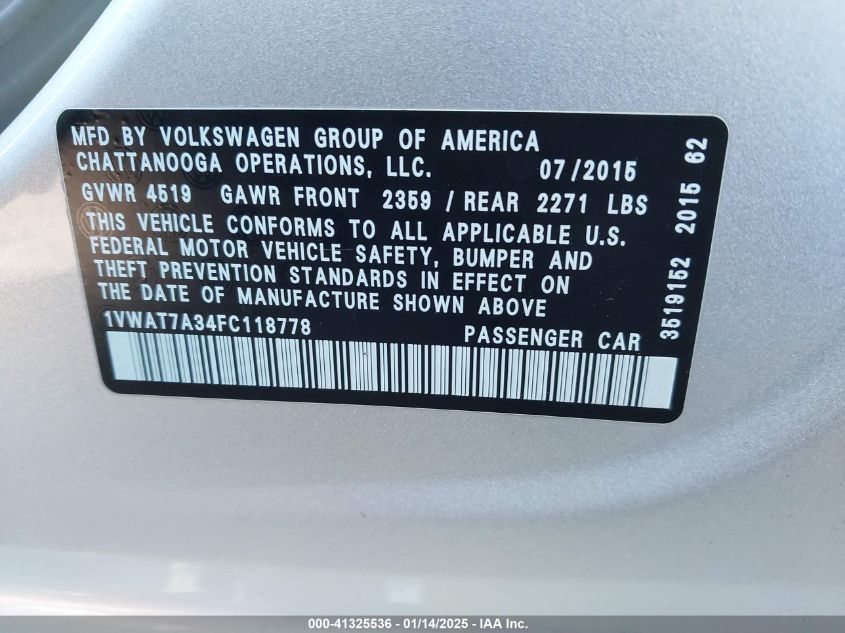 MFD BY VOLKSWAGEN GROUP OF AMERICA
CHATTANOOGA OPERATIONS, LLC. 07/2015
GVWR 4519 GAWR FRONT 2359 / REAR 2271 LBS
THIS VEHICLE CONFORMS TO ALL APPLICABLE U.S.
FEDERAL MOTOR VEHICLE SAFETY, BUMPER AND
THEFT PREVENTION STANDARDS IN EFFECT ON
THE DATE OF MANUFACTURE SHOWN ABOVE
1VWAT7A34FC118778 PASSENGER CAR
3519152 2015 62
000-41325536 - 01/14/2025 - IAA Inc.